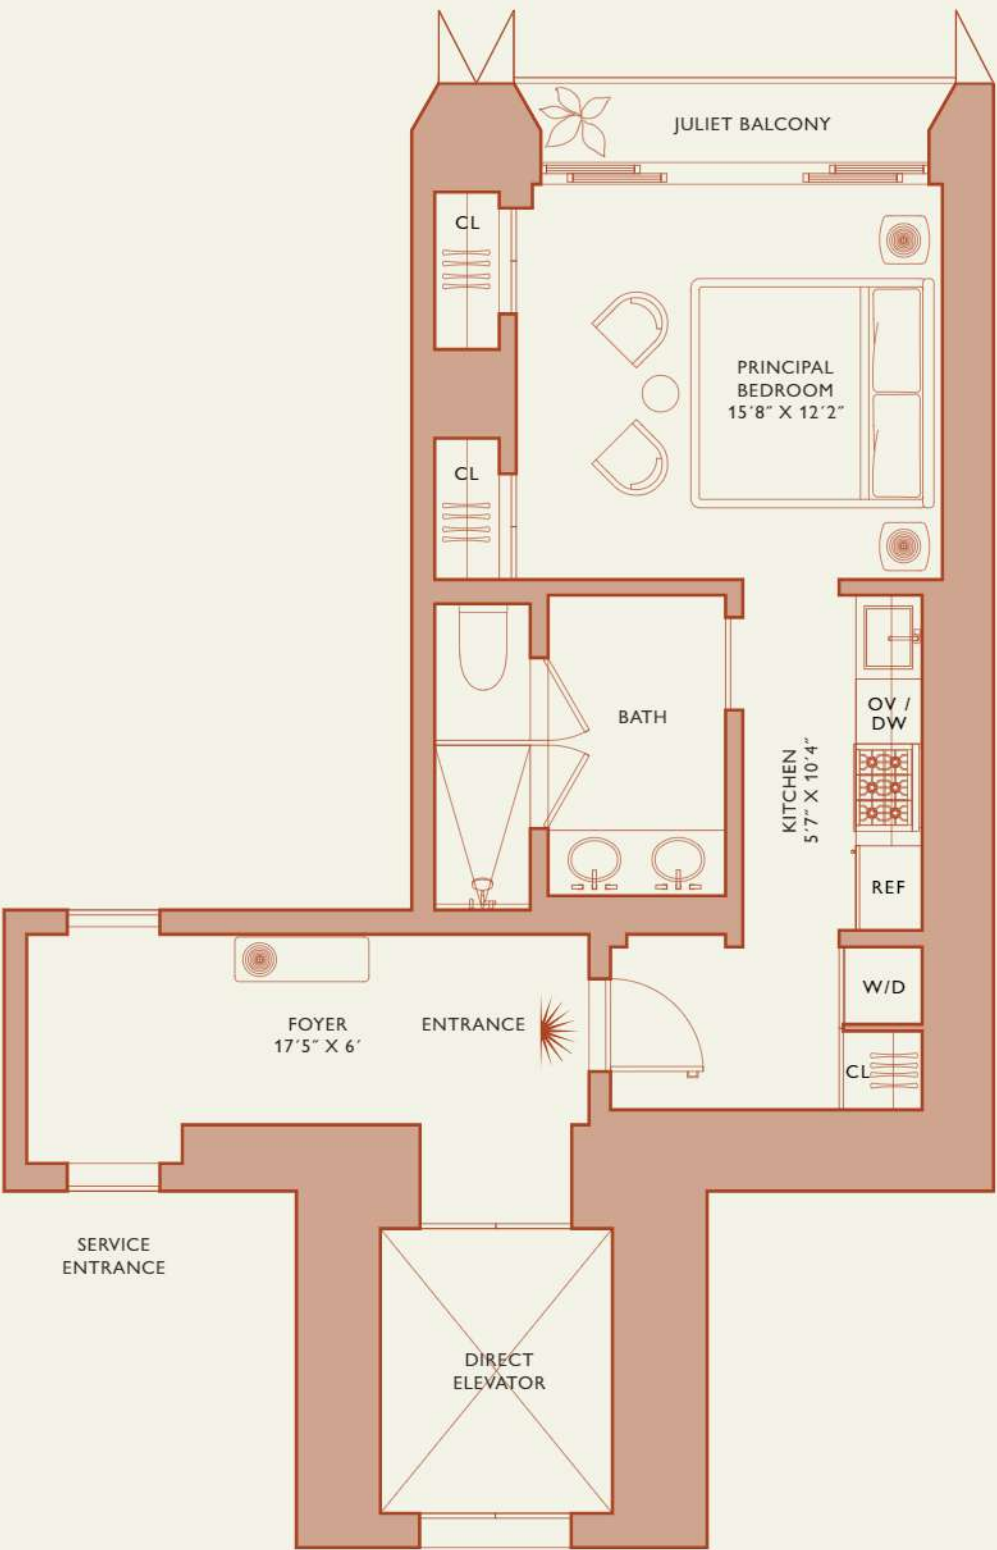 JULIET BALCONY
CL
PRINCIPAL
BEDROOM
15′8″ X 12′2″
CL
OV /
DW
BATH
KITCHEN
5′7″ X 10′4″
REF
W/D
FOYER
17′5″ X 6′
ENTRANCE
CL
SERVICE
ENTRANCE
DIRECT
ELEVATOR